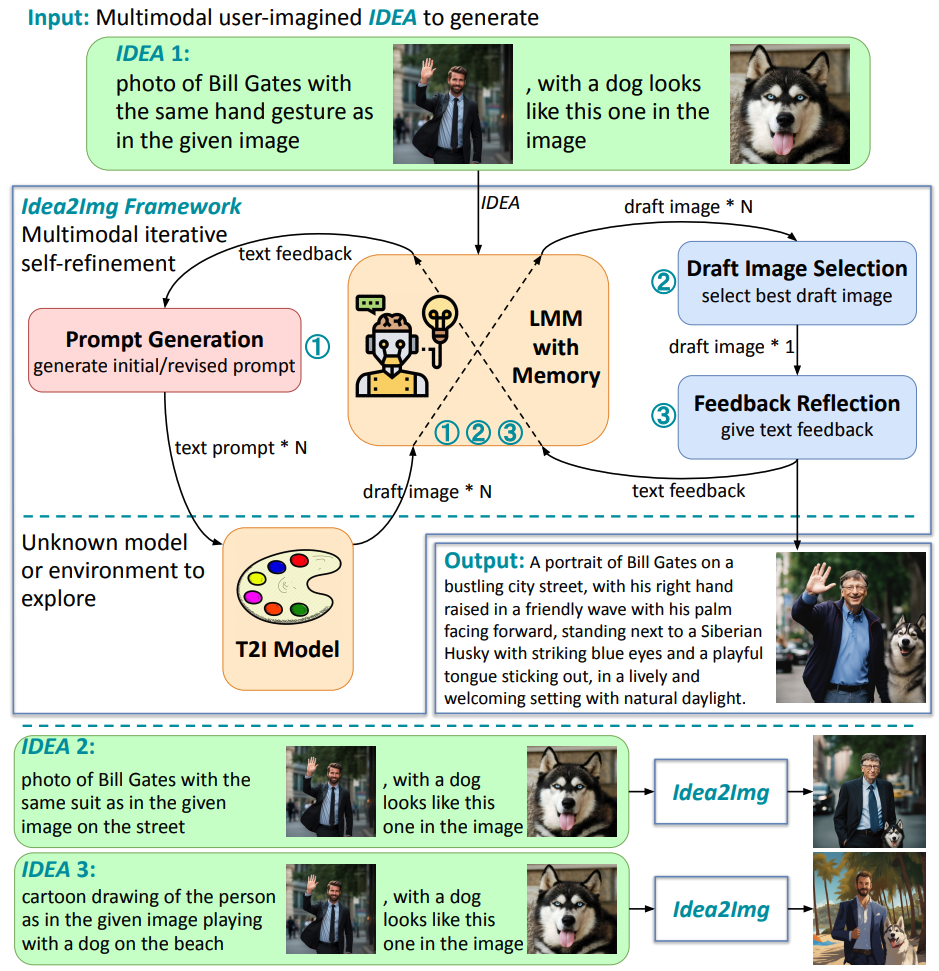 Input: Multimodal user-imagined IDEA to generate
IDEA 1:
photo of Bill Gates with
the same hand gesture as
in the given image
, with a dog looks
like this one in the
image
Idea2Img Framework
Multimodal iterative
self-refinement
IDEA
text feedback
draft image * N
Prompt Generation
generate initial/revised prompt
①
LMM
with
Memory
① ② ③
②
Draft Image Selection
select best draft image
draft image * 1
③
Feedback Reflection
give text feedback
text prompt * N
draft image * N
text feedback
Unknown model
or environment to
explore
T2I Model
Output: A portrait of Bill Gates on a
bustling city street, with his right hand
raised in a friendly wave with his palm
facing forward, standing next to a Siberian
Husky with striking blue eyes and a playful
tongue sticking out, in a lively and
welcoming setting with natural daylight.
IDEA 2:
photo of Bill Gates with the
same suit as in the given
image on the street
, with a dog
looks like this
one in the image
Idea2Img
IDEA 3:
cartoon drawing of the person
as in the given image playing
with a dog on the beach
, with a dog
looks like this
one in the image
Idea2Img